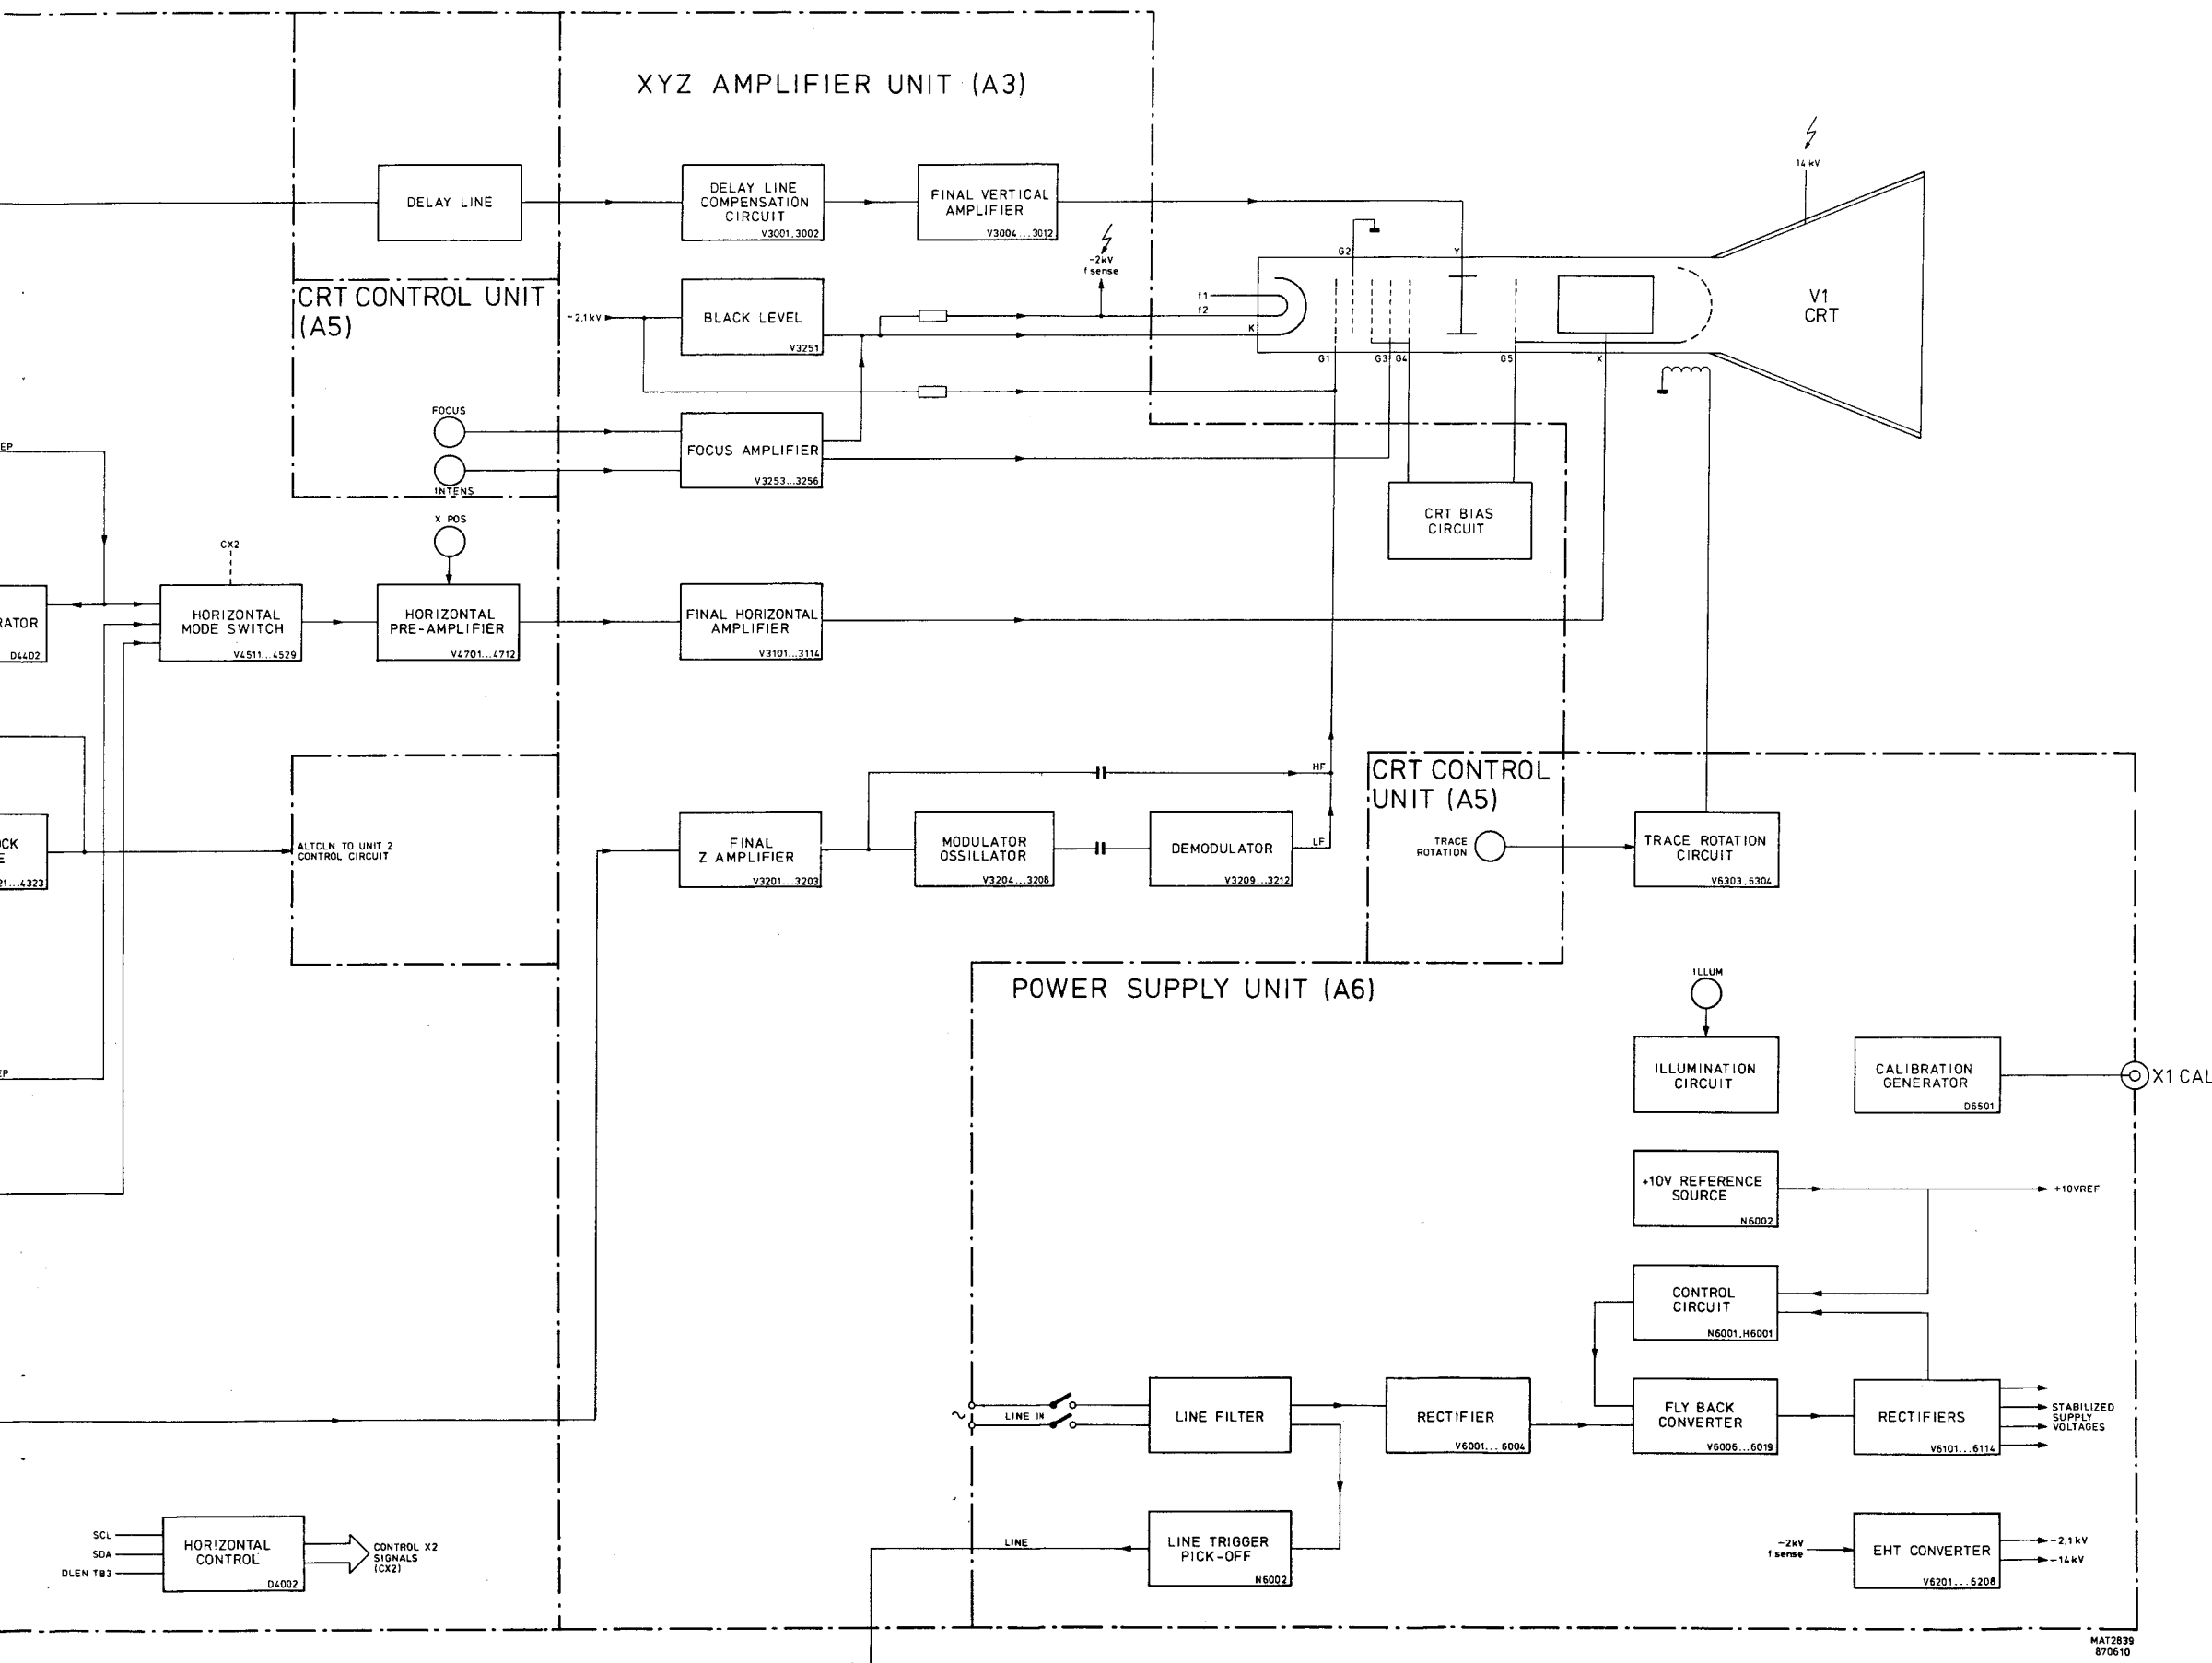 XYZ AMPLIFIER UNIT (A3)
14 kV
DELAY LINE
DELAY LINE
COMPENSATION
CIRCUIT
V3001,3002
FINAL VERTICAL
AMPLIFIER
V3004...3012
-2kV
f sense
G2
Y
CRT CONTROL UNIT
(A5)
-2,1kV
BLACK LEVEL
V3251
f1
f2
K
V1
CRT
G1
G3
G4
G5
X
FOCUS
INTENS
FOCUS AMPLIFIER
V3253...3256
EP
CRT BIAS
CIRCUIT
X POS
CX2
RATOR
D4402
HORIZONTAL
MODE SWITCH
V4511...4529
HORIZONTAL
PRE-AMPLIFIER
V4701...4712
FINAL HORIZONTAL
AMPLIFIER
V3101...3114
HF
CRT CONTROL
UNIT (A5)
OCK
E
21...4323
ALTCLN TO UNIT 2
CONTROL CIRCUIT
FINAL
Z AMPLIFIER
V3201...3203
MODULATOR
OSSILLATOR
V3204...3208
DEMODULATOR
V3209...3212
LF
TRACE
ROTATION
TRACE ROTATION
CIRCUIT
V6303,6304
POWER SUPPLY UNIT (A6)
ILLUM
ILLUMINATION
CIRCUIT
CALIBRATION
GENERATOR
D6501
X1 CAL
EP
+10V REFERENCE
SOURCE
N6002
+10VREF
CONTROL
CIRCUIT
N6001,H6001
~
LINE IN
LINE FILTER
RECTIFIER
V6001...6004
FLY BACK
CONVERTER
V6006...6019
RECTIFIERS
V6101...6114
STABILIZED
SUPPLY
VOLTAGES
SCL
SDA
DLEN TB3
HORIZONTAL
CONTROL
D4002
CONTROL X2
SIGNALS
(CX2)
LINE
LINE TRIGGER
PICK-OFF
N6002
-2kV
f sense
EHT CONVERTER
V6201...6208
-2,1 kV
-14kV
MAT2839
870610